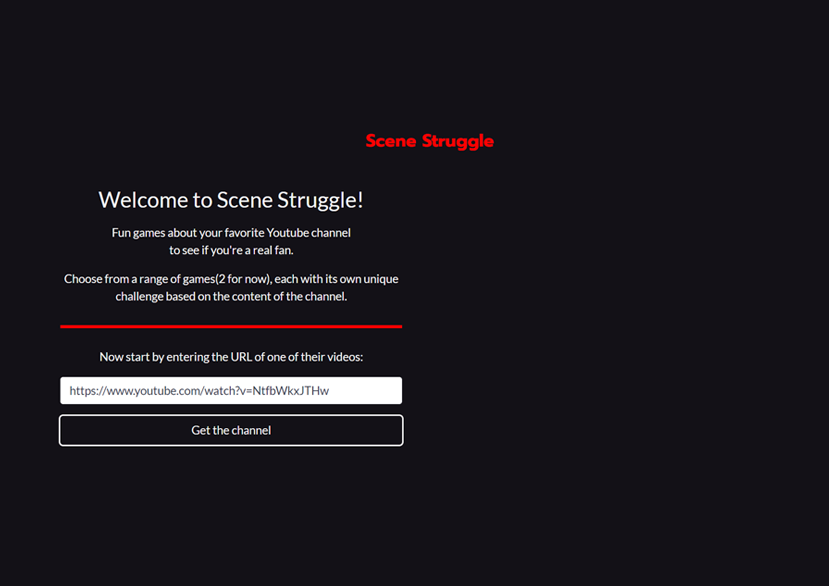 Scene Struggle
Welcome to Scene Struggle!
Fun games about your favorite Youtube channel
to see if you're a real fan.
Choose from a range of games(2 for now), each with its own unique
challenge based on the content of the channel.
Now start by entering the URL of one of their videos:
https://www.youtube.com/watch?v=NtfbWkxJTHw
Get the channel